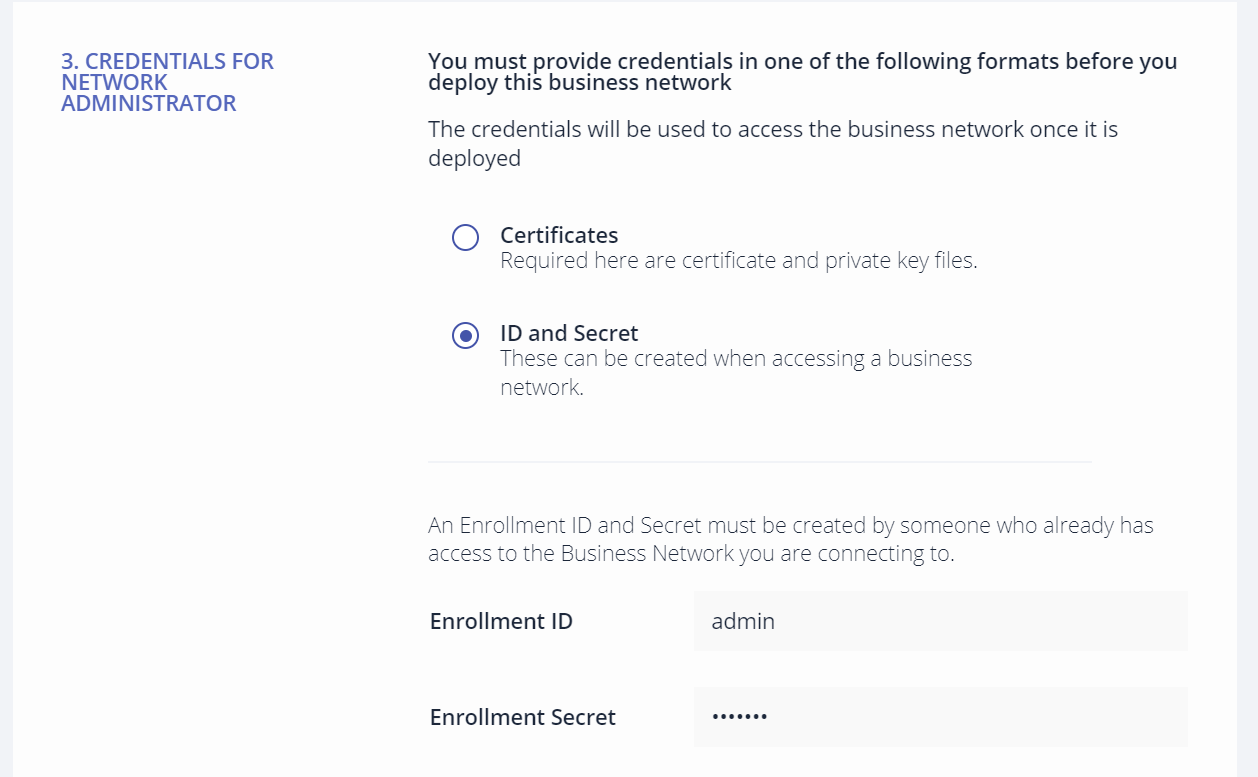 3. CREDENTIALS FOR
NETWORK
ADMINISTRATOR
You must provide credentials in one of the following formats before you
deploy this business network
The credentials will be used to access the business network once it is
deployed
Certificates
Required here are certificate and private key files.
ID and Secret
These can be created when accessing a business
network.
An Enrollment ID and Secret must be created by someone who already has
access to the Business Network you are connecting to.
Enrollment ID
admin
Enrollment Secret
•••••••